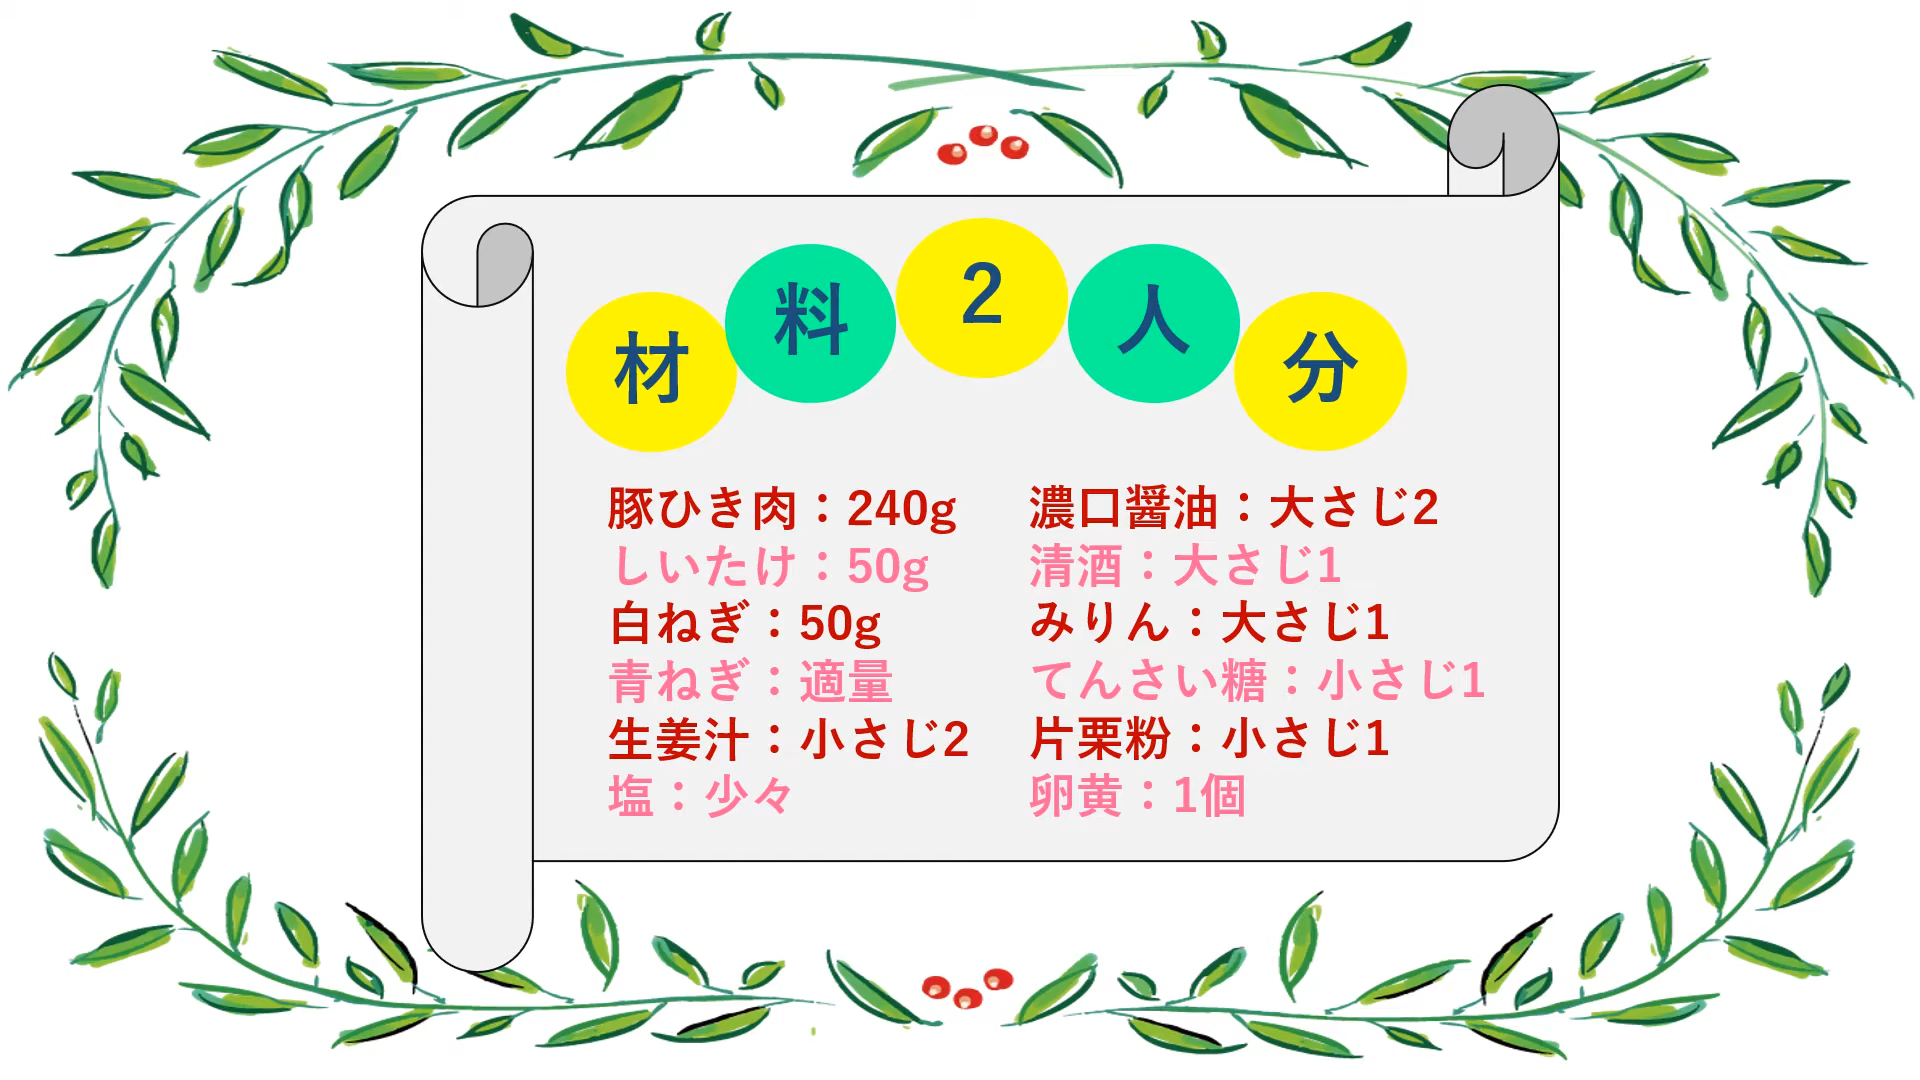 材料2人分
豚ひき肉：240g
しいたけ：50g
白ねぎ：50g
青ねぎ：適量
生姜汁：小さじ2
塩：少々
濃口醤油：大さじ2
清酒：大さじ1
みりん：大さじ1
てんさい糖：小さじ1
片栗粉：小さじ1
卵黄：1個